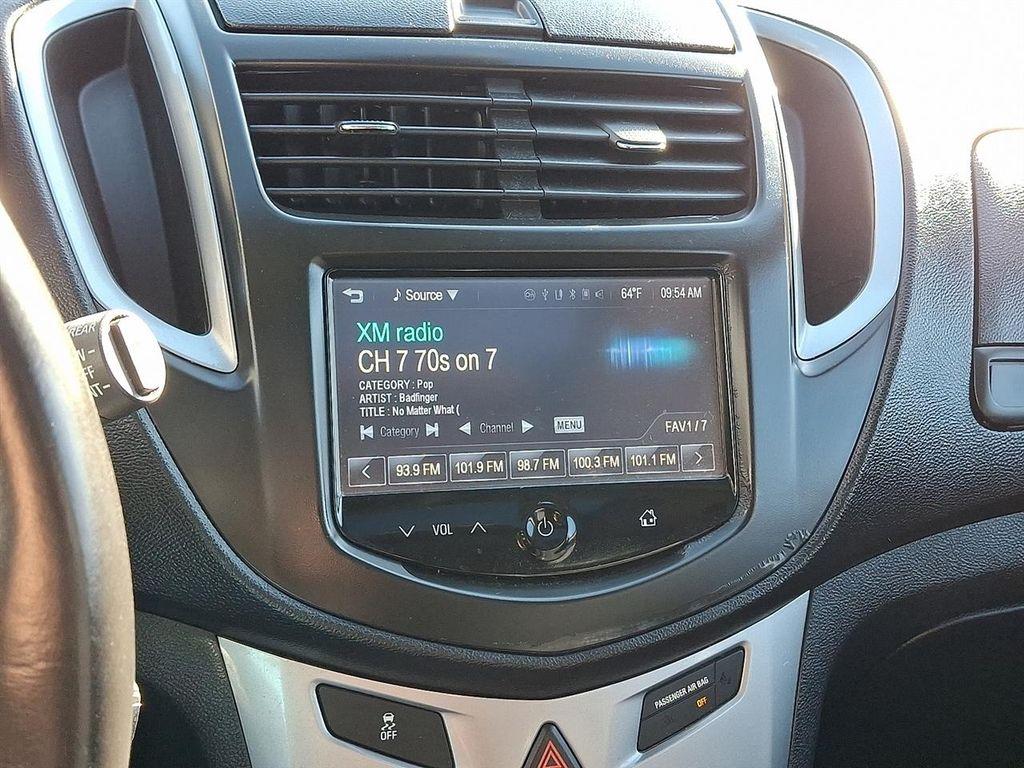 Source 64°F 09:54 AM
XM radio
CH 7 70s on 7
CATEGORY : Pop
ARTIST : Badfinger
TITLE : No Matter What (
Category Channel MENU FAV1/7
93.9 FM 101.9 FM 98.7 FM 100.3 FM 101.1 FM
VOL
REAR
OFF
PASSENGER AIR BAG
OFF
OFF